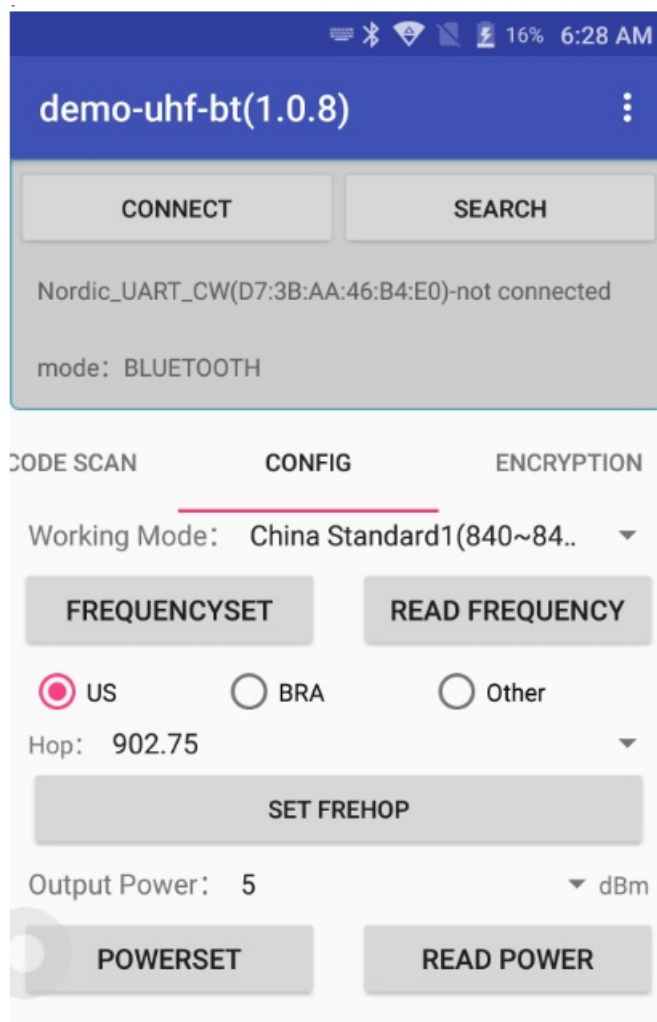 16% 6:28 AM
demo-uhf-bt(1.0.8)
CONNECT SEARCH
Nordic_UART_CW(D7:3B:AA:46:B4:E0)-not connected
mode： BLUETOOTH
CODE SCAN CONFIG ENCRYPTION
Working Mode： China Standard1(840~84..
FREQUENCYSET READ FREQUENCY
US BRA Other
Hop： 902.75
SET FREHOP
Output Power： 5 dBm
POWERSET READ POWER